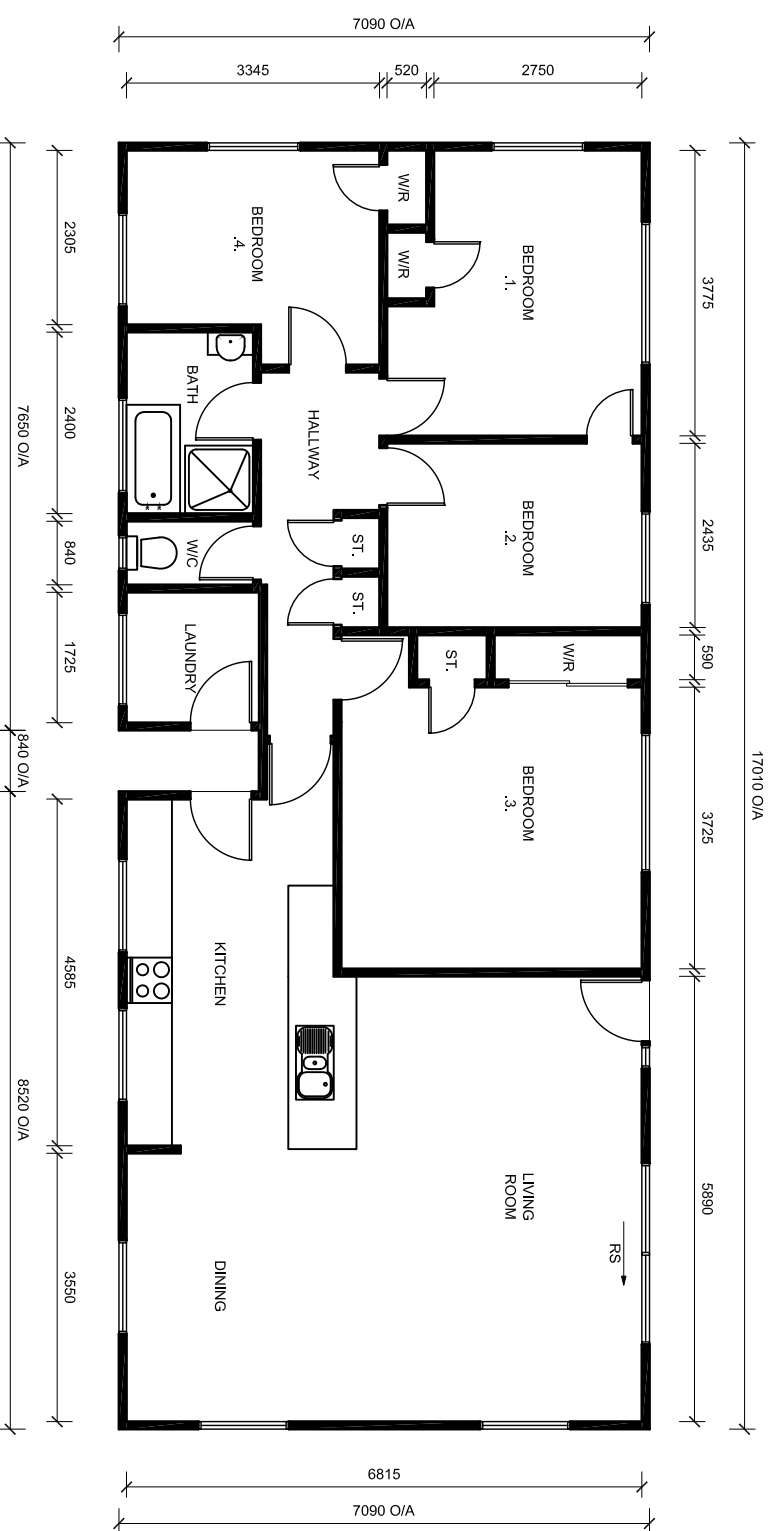 7090 O/A
3345
520
2750
W/R
BEDROOM
.4.
W/R
BEDROOM
.1.
2305
3775
BATH
HALLWAY
2400
7650 O/A
BEDROOM
.2.
2435
W/C
ST.
840
ST.
LAUNDRY
1725
ST.
W/R
590
840 O/A
BEDROOM
.3.
3725
17010 O/A
KITCHEN
4585
8520 O/A
LIVING
ROOM
RS
5890
DINING
3550
6815
7090 O/A